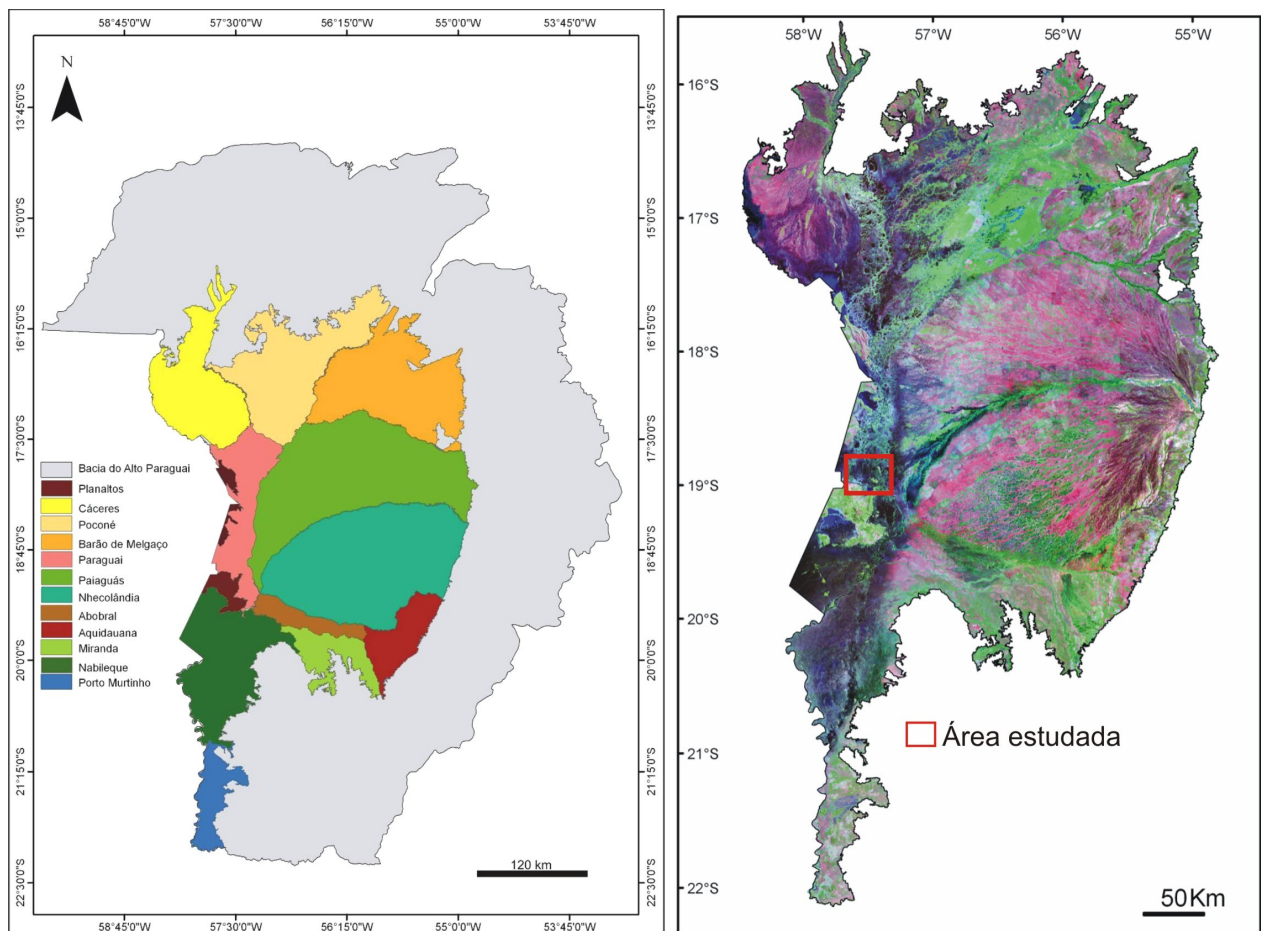 58°45'0"W 57°30'0"W 56°15'0"W 55°00'0"W 53°45'0"W
N
13°45'0"S
13°45'0"S
15°0'0"S
15°0'0"S
16°15'0"S
16°15'0"S
17°30'0"S
17°30'0"S
18°45'0"S
18°45'0"S
20°0'0"S
20°0'0"S
21°15'0"S
21°15'0"S
22°30'0"S
22°30'0"S
Bacia do Alto Paraguai
Planaltos
Cáceres
Poconé
Barão de Melgaço
Paraguai
Paiaguás
Nhecolândia
Abobral
Aquidauana
Miranda
Nabileque
Porto Murtinho
120 km
58°45'0"W 57°30'0"W 56°15'0"W 55°00'0"W 53°45'0"W
58°W 57°W 56°W 55°W
16°S
17°S
18°S
19°S
20°S
21°S
22°S
Área estudada
50Km